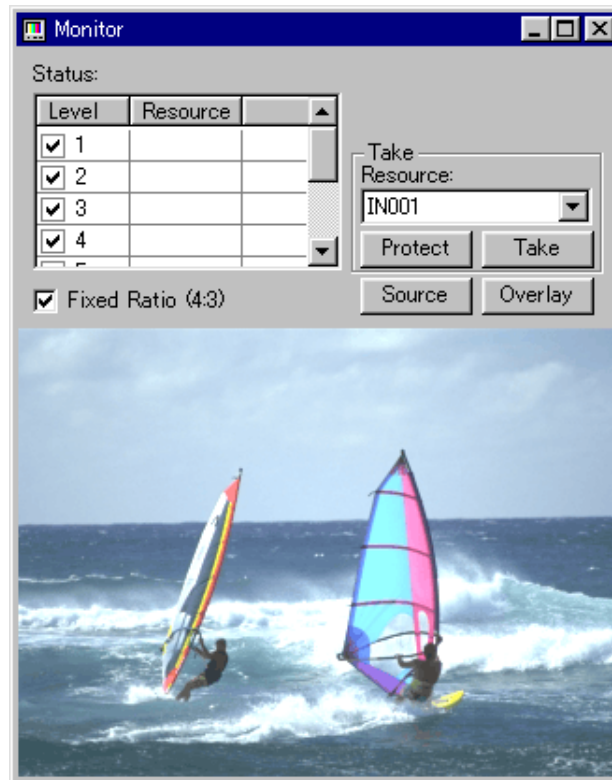 Monitor
Status:
Level Resource
1
2
3
4
Take
Resource:
IN001
Protect Take
Fixed Ratio (4:3)
Source Overlay